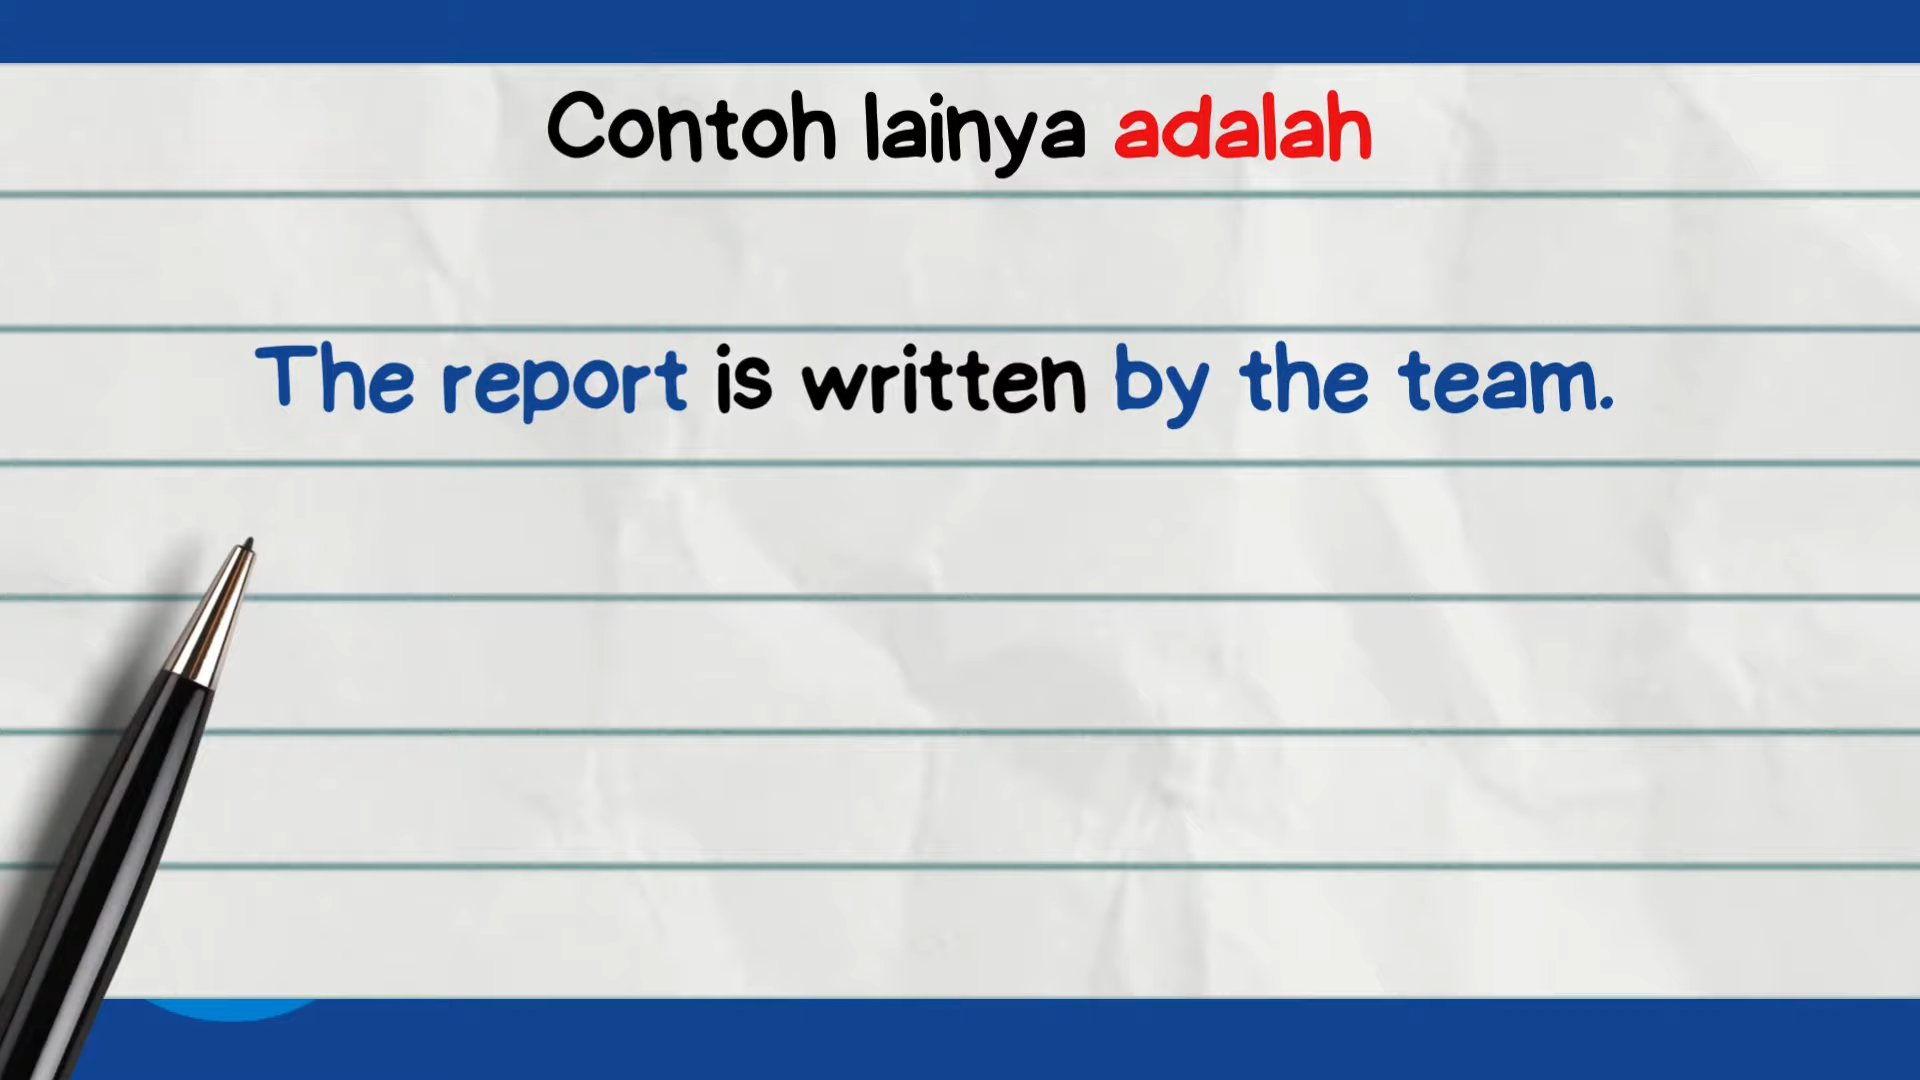 Contoh lainya adalah
The report is written by the team.